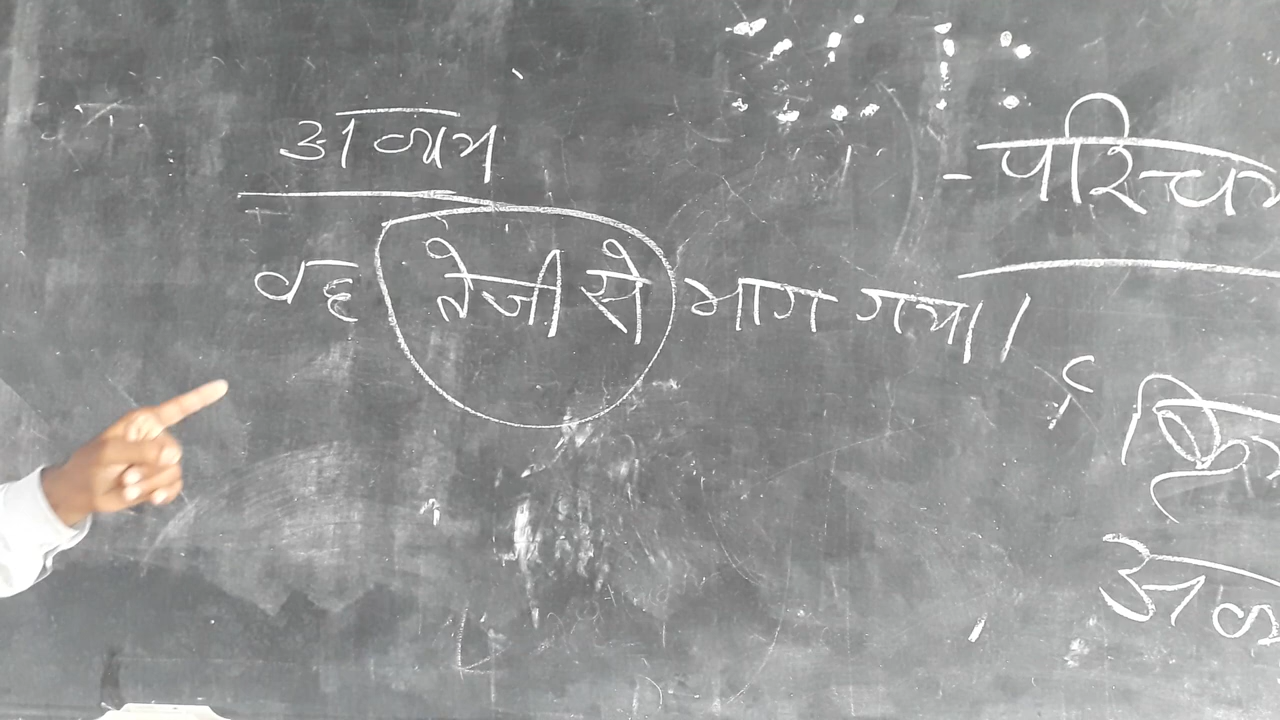 अव्यय
वह तेजी से भाग गया।
- परिचय